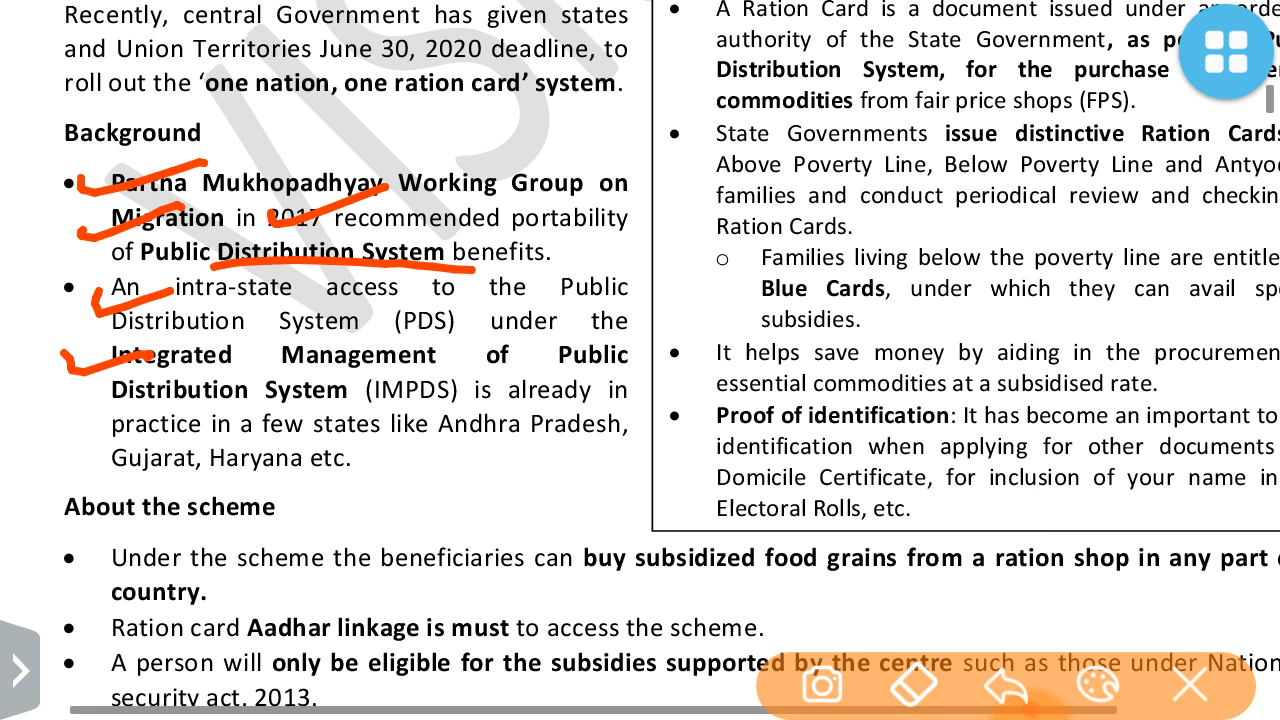 Recently, central Government has given states
and Union Territories June 30, 2020 deadline, to
roll out the ‘one nation, one ration card’ system.
Background
• Partha Mukhopadhyay Working Group on
Migration in 2017 recommended portability
of Public Distribution System benefits.
• An intra-state access to the Public
Distribution System (PDS) under the
Integrated Management of Public
Distribution System (IMPDS) is already in
practice in a few states like Andhra Pradesh,
Gujarat, Haryana etc.
About the scheme
• A Ration Card is a document issued under
authority of the State Government, as
Distribution System, for the purchase
commodities from fair price shops (FPS).
• State Governments issue distinctive Ration Cards
Above Poverty Line, Below Poverty Line and
families and conduct periodical review and
Ration Cards.
o Families living below the poverty line are
Blue Cards, under which they can avail
subsidies.
• It helps save money by aiding in the
essential commodities at a subsidised rate.
• Proof of identification: It has become an important
identification when applying for other documents
Domicile Certificate, for inclusion of your name in
Electoral Rolls, etc.
• Under the scheme the beneficiaries can buy subsidized food grains from a ration shop in any part
country.
• Ration card Aadhar linkage is must to access the scheme.
• A person will only be eligible for the subsidies supported by the centre such as those under
security act, 2013.